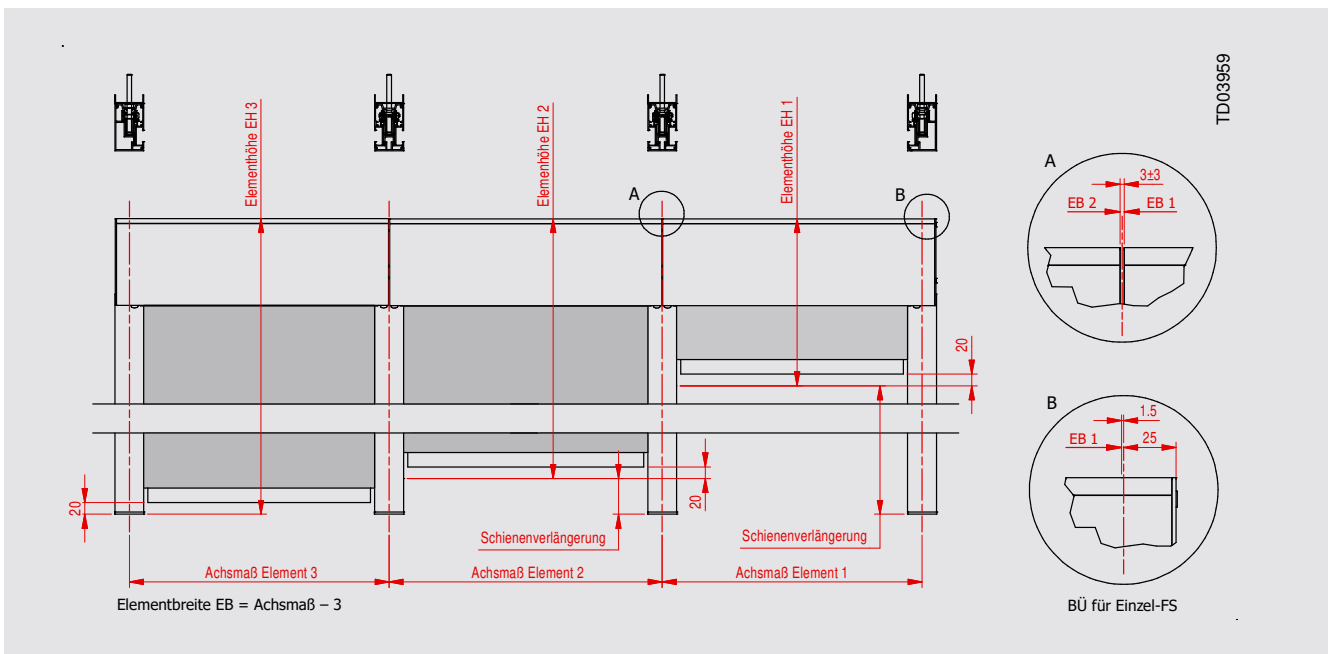 TD03959
Elementhöhe EH 3
Elemenhöhe EH 2
Elementhöhe EH 1
A
B
A
3±3
EB 2
EB 1
20
20
20
B
1.5
EB 1
25
Schienenverlängerung
Schienenverlängerung
Achsmaß Element 3
Achsmaß Element 2
Achsmaß Element 1
Elementbreite EB = Achsmaß – 3
BÜ für Einzel-FS